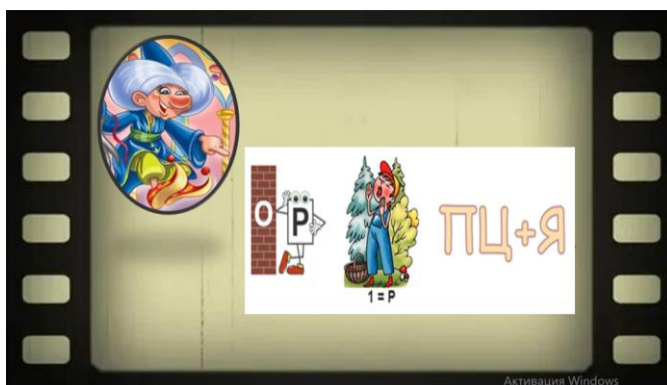 О Р ПЦ+Я
1 = Р
Активация Windows